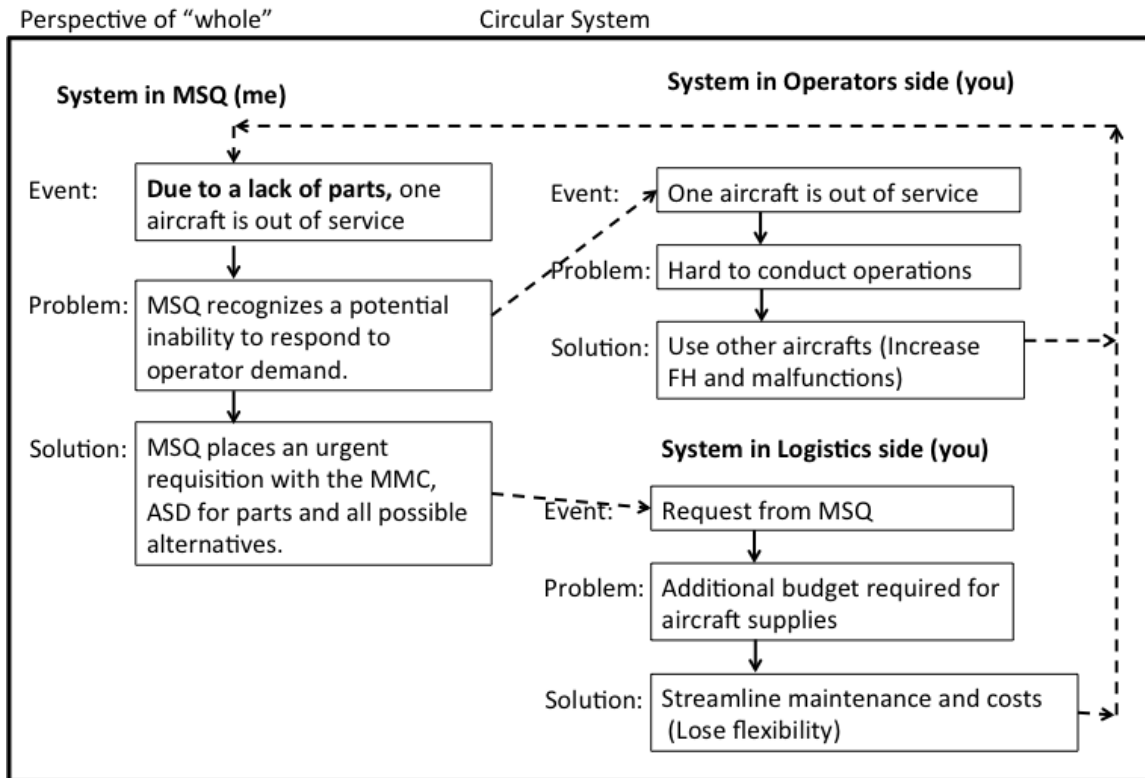 Perspective of “whole”
Circular System
System in MSQ (me)
Event:
Due to a lack of parts, one
aircraft is out of service
Problem:
MSQ recognizes a potential
inability to respond to
operator demand.
Solution:
MSQ places an urgent
requisition with the MMC,
ASD for parts and all possible
alternatives.
System in Operators side (you)
Event:
One aircraft is out of service
Problem:
Hard to conduct operations
Solution:
Use other aircrafts (Increase
FH and malfunctions)
System in Logistics side (you)
Event:
Request from MSQ
Problem:
Additional budget required for
aircraft supplies
Solution:
Streamline maintenance and costs
(Lose flexibility)